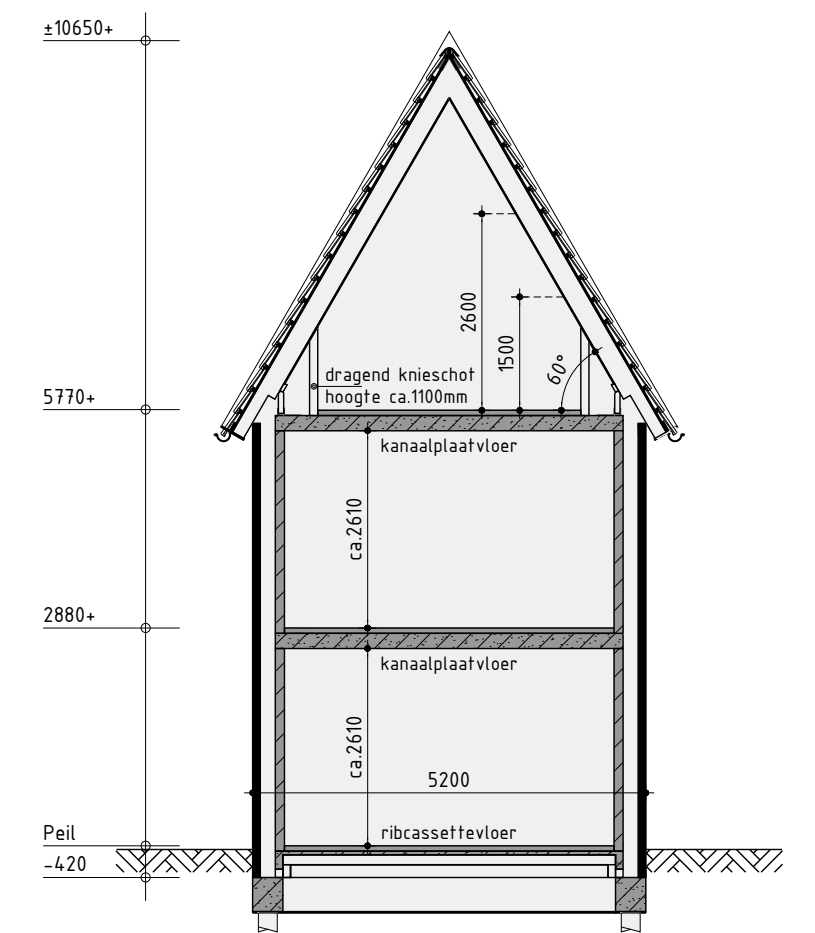 ±10650+
2600
1500
60°
dragend knieschot
hoogte ca.1100mm
5770+
kanaalplaatvloer
ca.2610
2880+
kanaalplaatvloer
ca.2610
5200
Peil
ribcassettevloer
-420